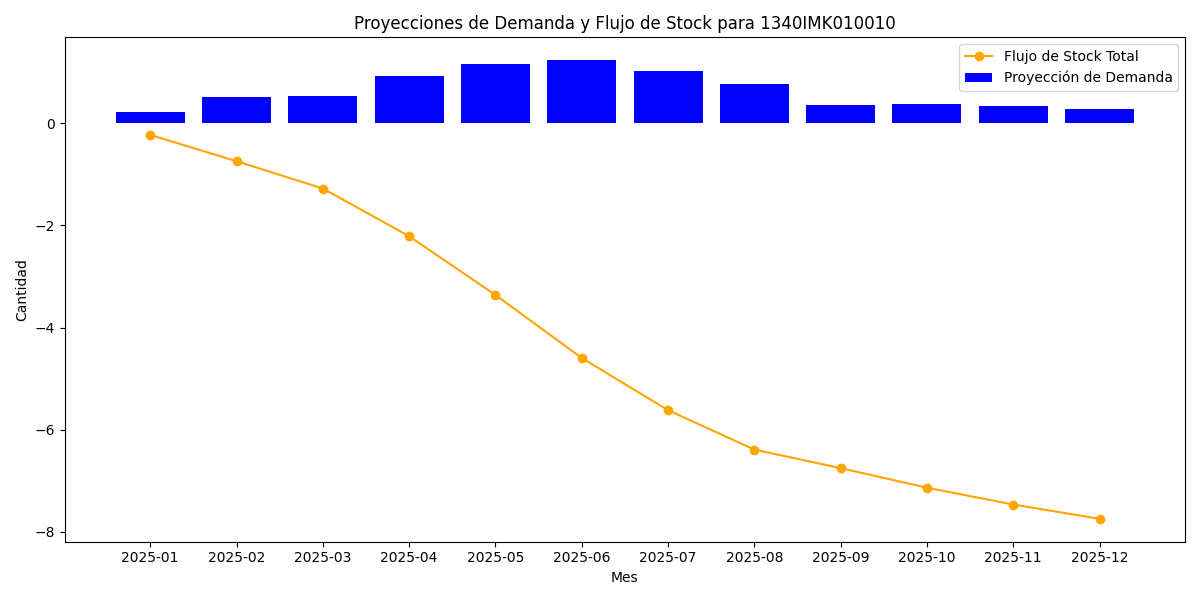 Proyecciones de Demanda y Flujo de Stock para 1340IMK010010
Flujo de Stock Total
Proyección de Demanda
Cantidad
0
−2
−4
−6
−8
2025-01 2025-02 2025-03 2025-04 2025-05 2025-06 2025-07 2025-08 2025-09 2025-10 2025-11 2025-12
Mes